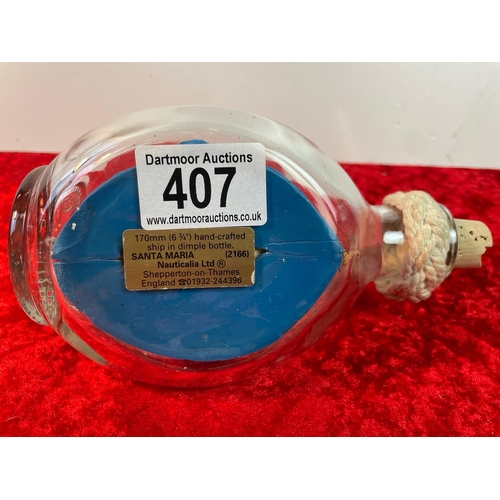 Dartmoor Auctions
407
www.dartmoorauctions.co.uk
170mm (6 ¾") hand-crafted
ship in dimple bottle.
SANTA MARIA (2166)
Nauticalia Ltd ®
Shepperton-on-Thames
England ☎01932-244396